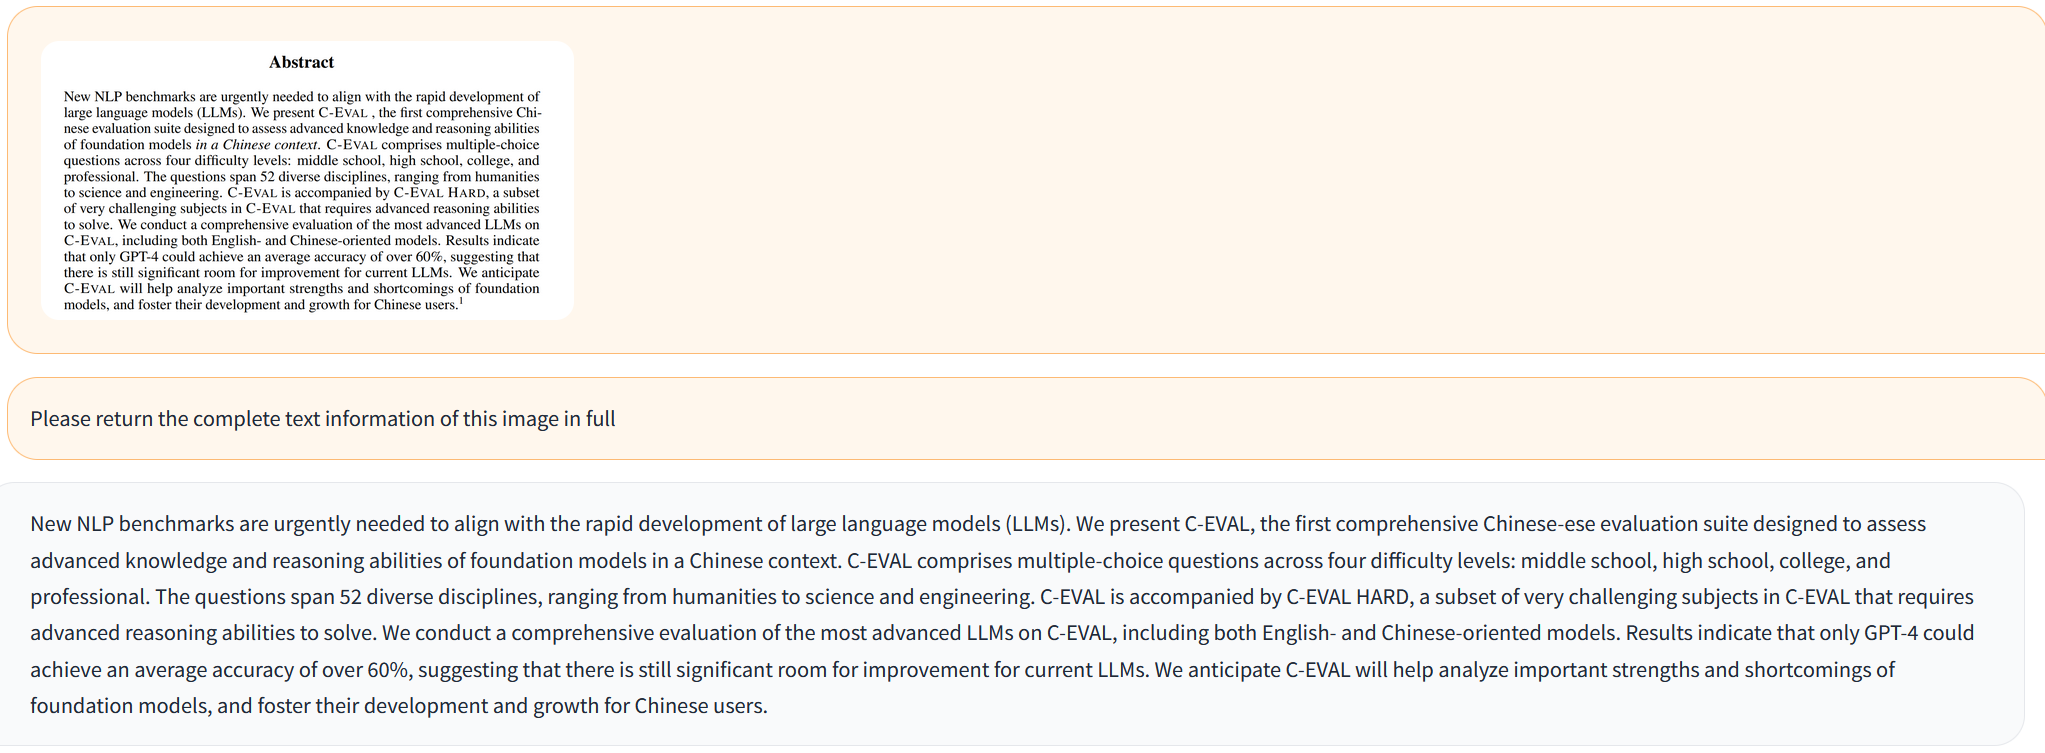 Abstract
New NLP benchmarks are urgently needed to align with the rapid development of
large language models (LLMs). We present C-EVAL , the first comprehensive Chi-
nese evaluation suite designed to assess advanced knowledge and reasoning abilities
of foundation models in a Chinese context. C-EVAL comprises multiple-choice
questions across four difficulty levels: middle school, high school, college, and
professional. The questions span 52 diverse disciplines, ranging from humanities
to science and engineering. C-EVAL is accompanied by C-EVAL HARD, a subset
of very challenging subjects in C-EVAL that requires advanced reasoning abilities
to solve. We conduct a comprehensive evaluation of the most advanced LLMs on
C-EVAL, including both English- and Chinese-oriented models. Results indicate
that only GPT-4 could achieve an average accuracy of over 60%, suggesting that
there is still significant room for improvement for current LLMs. We anticipate
C-EVAL will help analyze important strengths and shortcomings of foundation
models, and foster their development and growth for Chinese users.1
Please return the complete text information of this image in full
New NLP benchmarks are urgently needed to align with the rapid development of large language models (LLMs). We present C-EVAL, the first comprehensive Chinese-ese evaluation suite designed to assess
advanced knowledge and reasoning abilities of foundation models in a Chinese context. C-EVAL comprises multiple-choice questions across four difficulty levels: middle school, high school, college, and
professional. The questions span 52 diverse disciplines, ranging from humanities to science and engineering. C-EVAL is accompanied by C-EVAL HARD, a subset of very challenging subjects in C-EVAL that requires
advanced reasoning abilities to solve. We conduct a comprehensive evaluation of the most advanced LLMs on C-EVAL, including both English- and Chinese-oriented models. Results indicate that only GPT-4 could
achieve an average accuracy of over 60%, suggesting that there is still significant room for improvement for current LLMs. We anticipate C-EVAL will help analyze important strengths and shortcomings of
foundation models, and foster their development and growth for Chinese users.